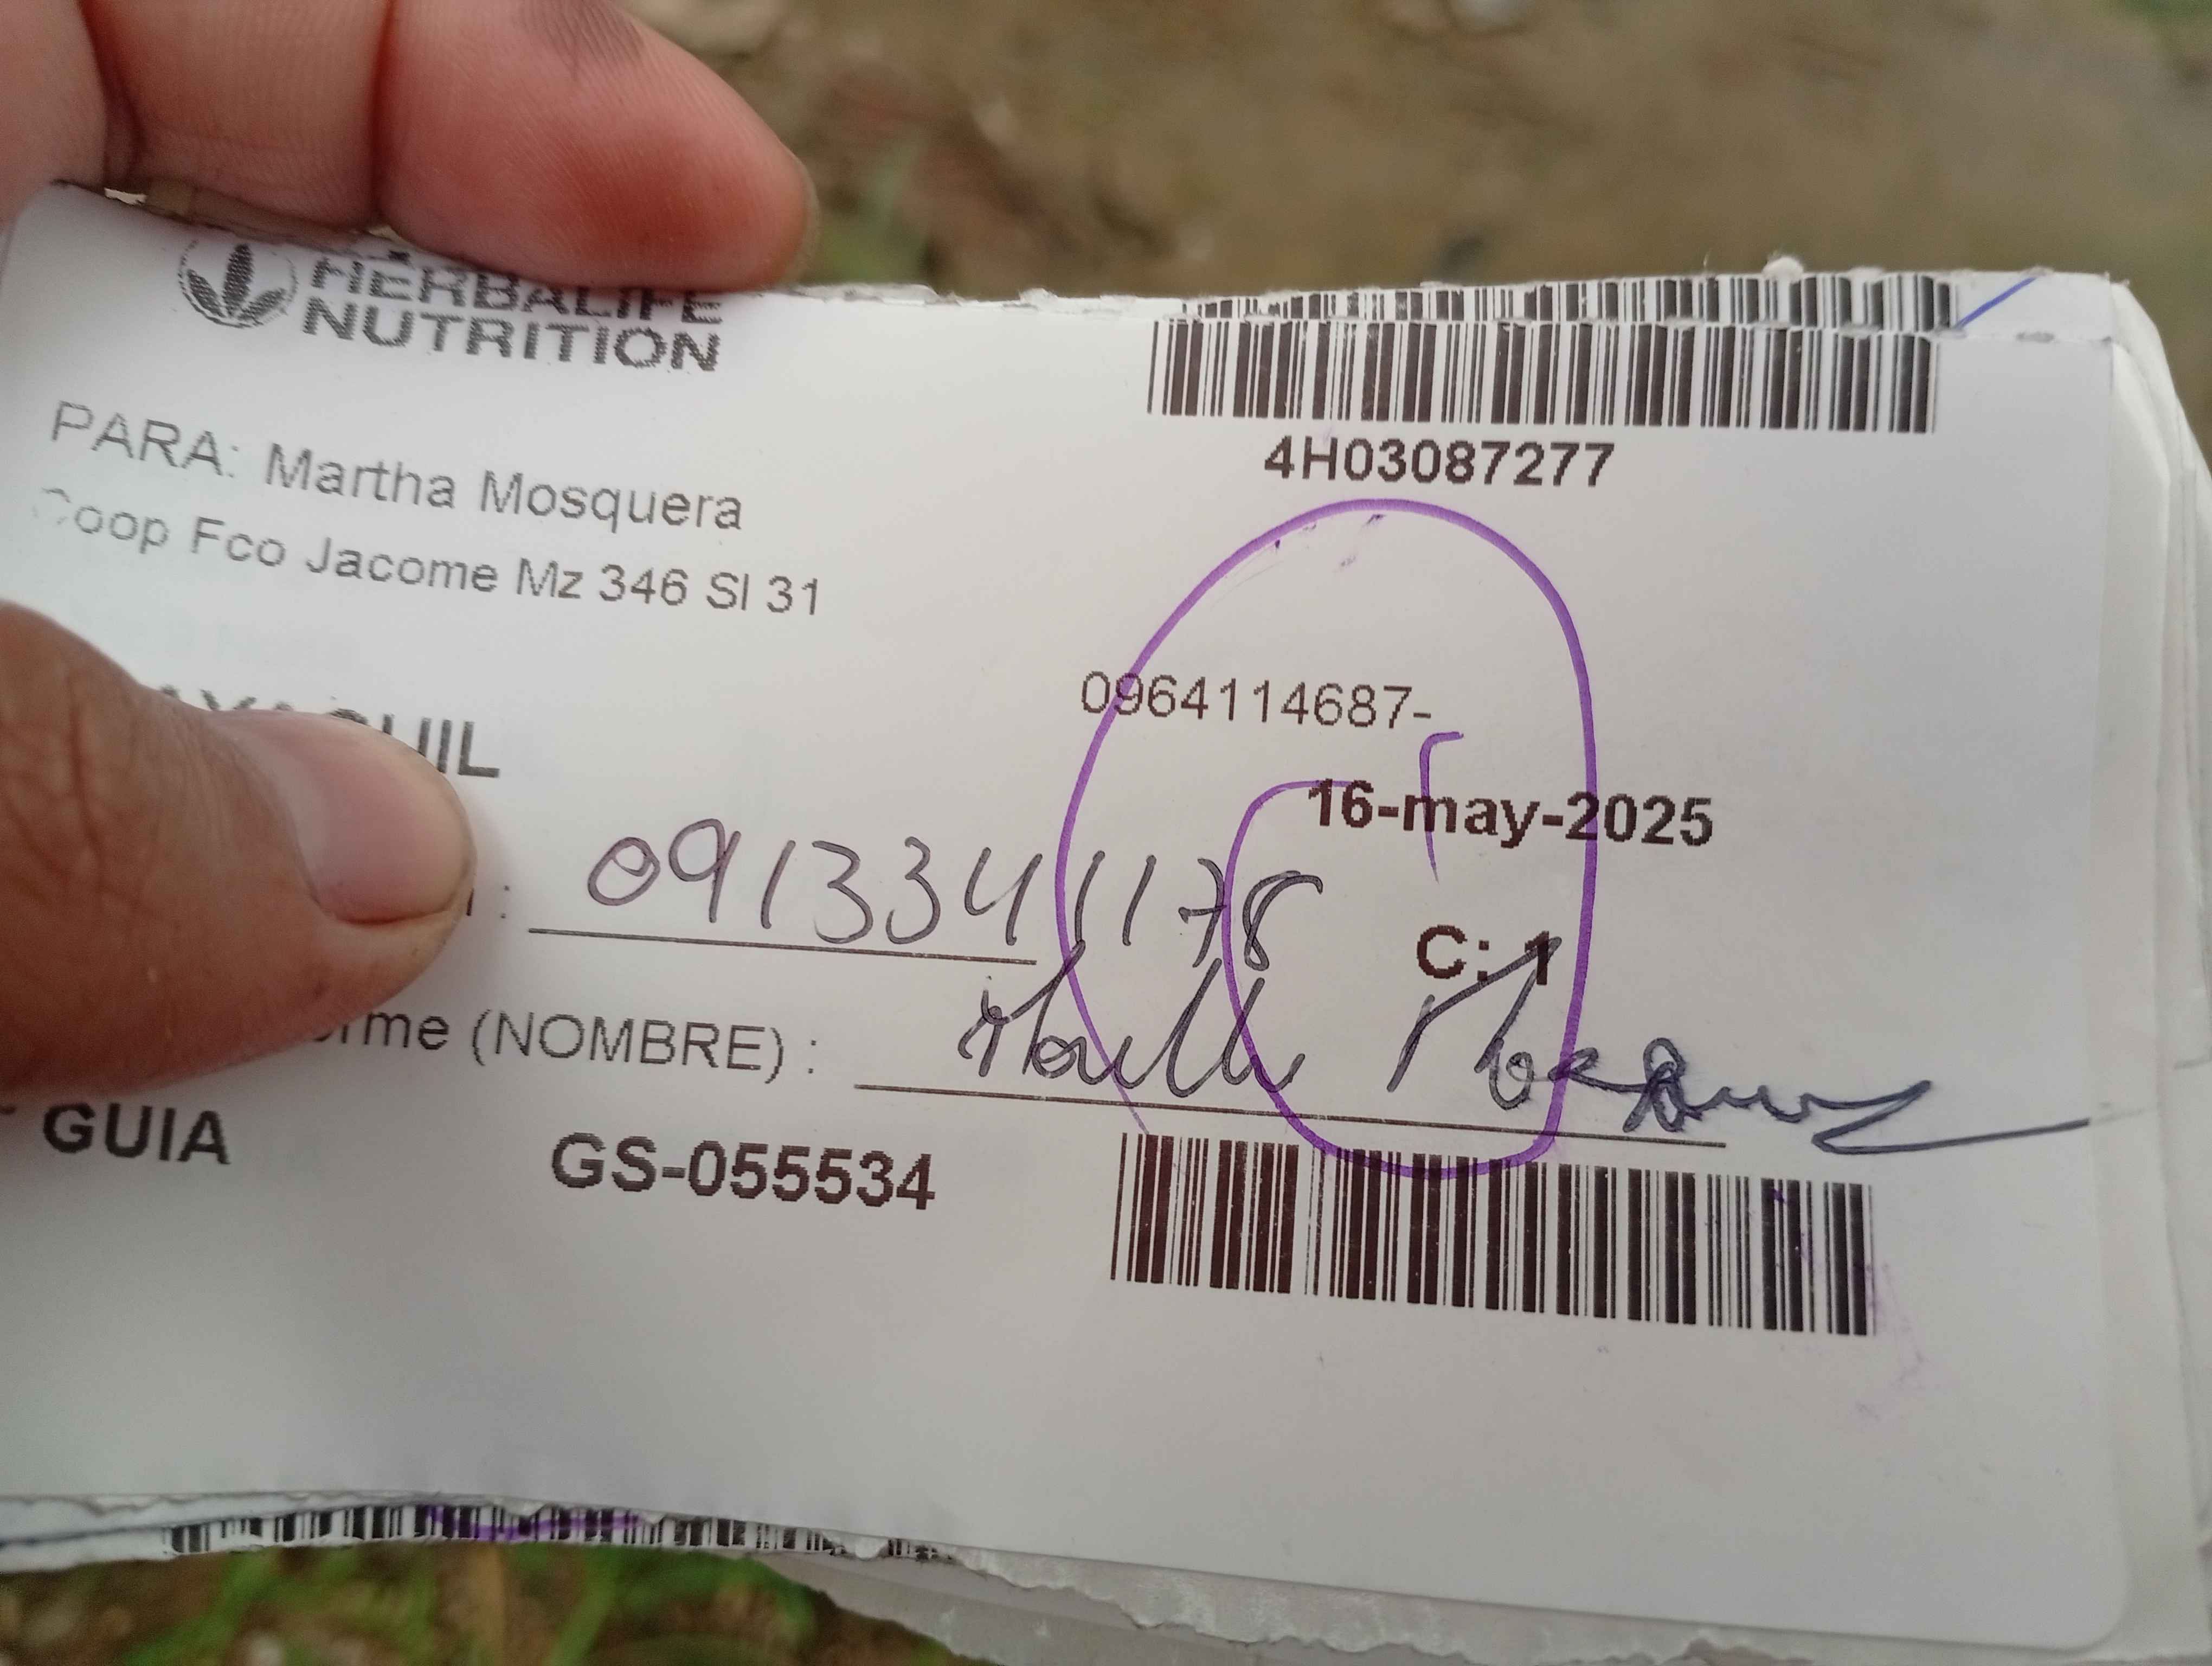 HERBALIFE
NUTRITION
4H03087277
PARA: Martha Mosquera
Coop Fco Jacome Mz 346 Sl 31
0964114687-
16-may-2025
: 0913341178
C: 1
(NOMBRE) :
GUIA GS-055534